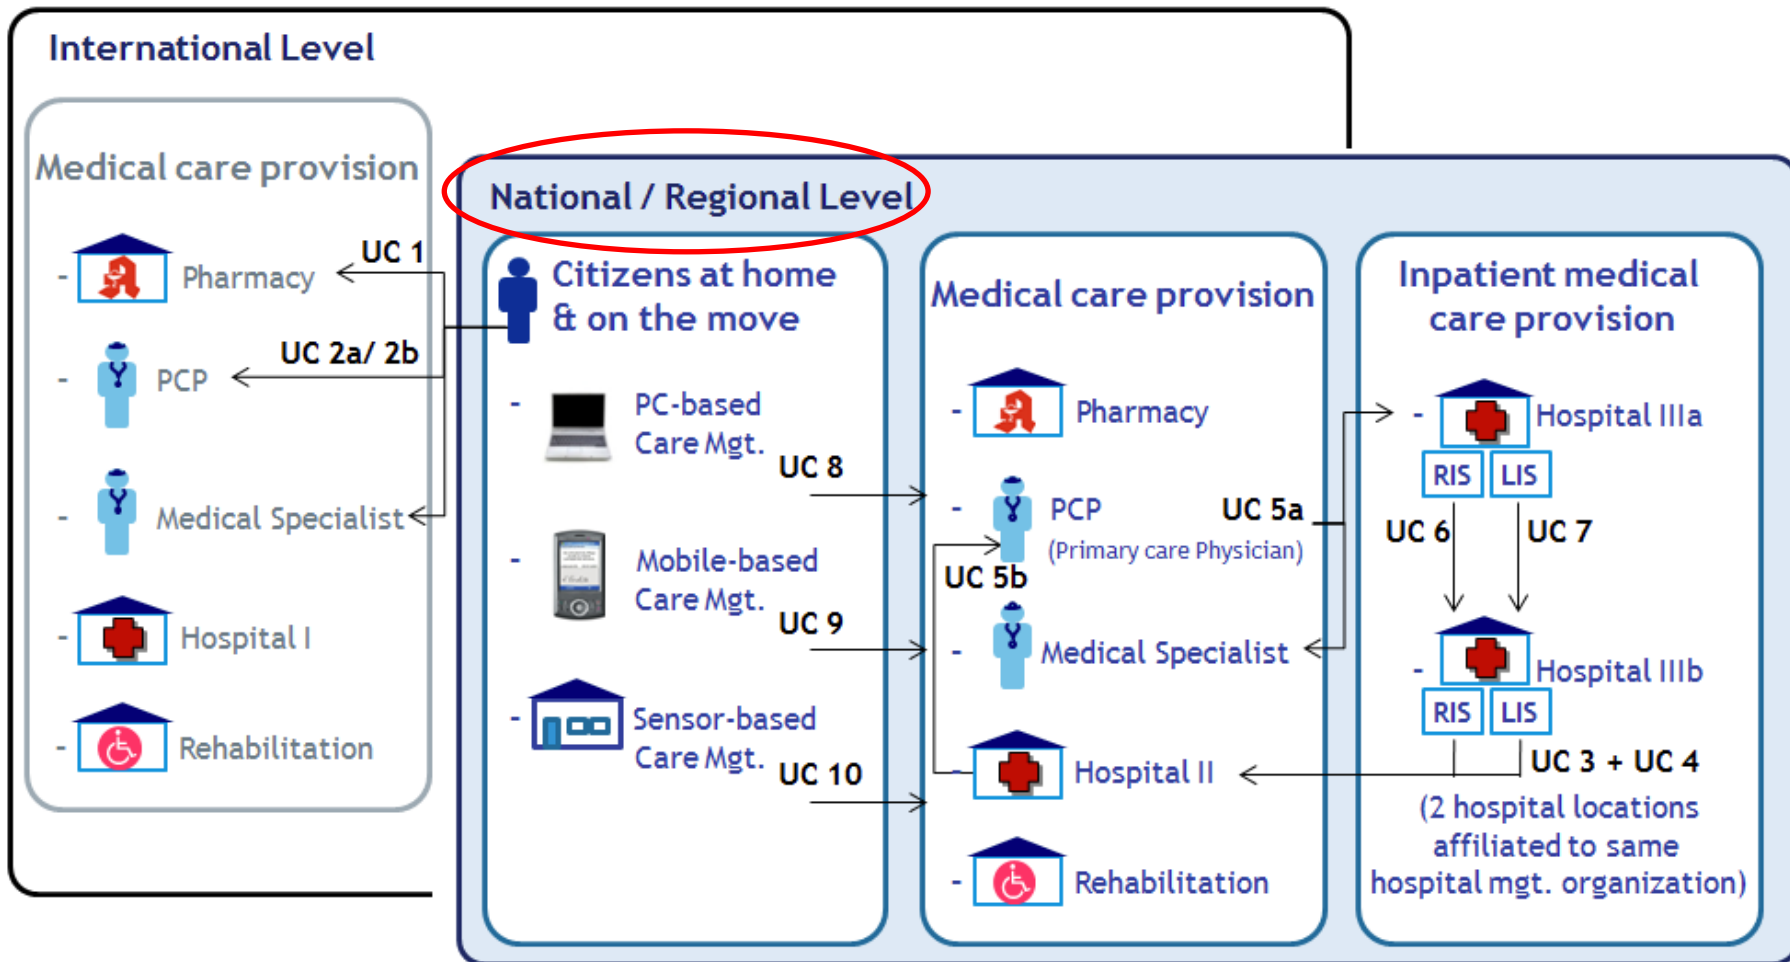 International Level
Medical care provision
- Pharmacy
UC 1
- PCP
UC 2a/ 2b
- Medical Specialist
- Hospital I
- Rehabilitation
National / Regional Level
Citizens at home
& on the move
- PC-based
Care Mgt.
UC 8
- Mobile-based
Care Mgt.
UC 9
- Sensor-based
Care Mgt.
UC 10
Medical care provision
- Pharmacy
- PCP
(Primary care Physician)
UC 5a
UC 5b
- Medical Specialist
- Hospital II
- Rehabilitation
Inpatient medical
care provision
- Hospital IIIa
RIS LIS
UC 6 UC 7
- Hospital IIIb
RIS LIS
UC 3 + UC 4
(2 hospital locations
affiliated to same
hospital mgt. organization)